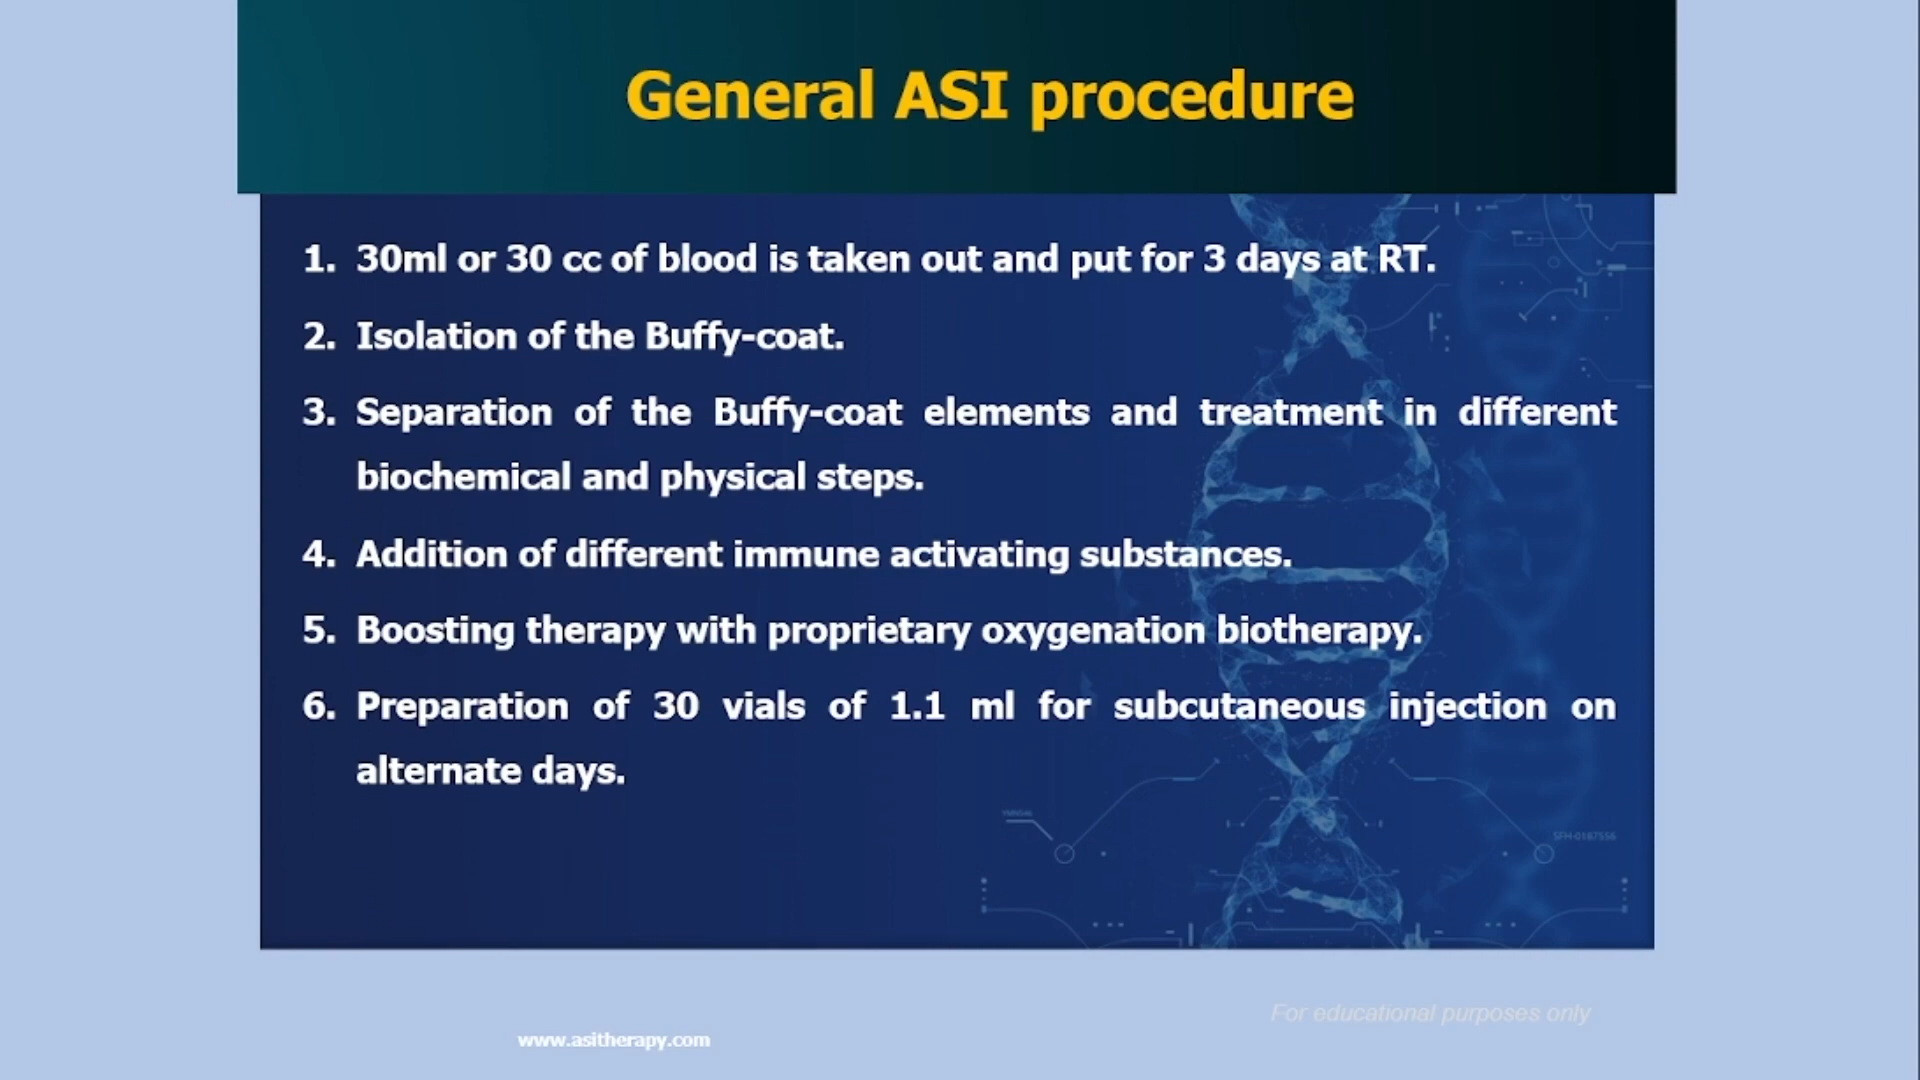 General ASI procedure
1. 30ml or 30 cc of blood is taken out and put for 3 days at RT.
2. Isolation of the Buffy-coat.
3. Separation of the Buffy-coat elements and treatment in different
biochemical and physical steps.
4. Addition of different immune activating substances.
5. Boosting therapy with proprietary oxygenation biotherapy.
6. Preparation of 30 vials of 1.1 ml for subcutaneous injection on
alternate days.
SFH-0187556
For educational purposes only
www.asitherapy.com